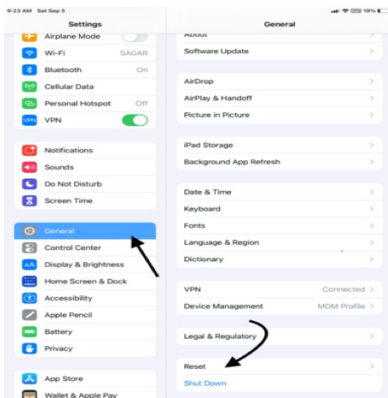 9:23 AM Sat Sep 5
19%
Settings
Airplane Mode
Wi-Fi SAGAR
Bluetooth On
Cellular Data
Personal Hotspot Off
VPN VPN
Notifications
Sounds
Do Not Disturb
Screen Time
General
Control Center
AA Display & Brightness
Home Screen & Dock
Accessibility
Apple Pencil
Battery
Privacy
App Store
Wallet & Apple Pay
General
About
Software Update
AirDrop
AirPlay & Handoff
Picture in Picture
iPad Storage
Background App Refresh
Date & Time
Keyboard
Fonts
Language & Region
Dictionary
VPN Connected
Device Management MDM Profile
Legal & Regulatory
Reset
Shut Down